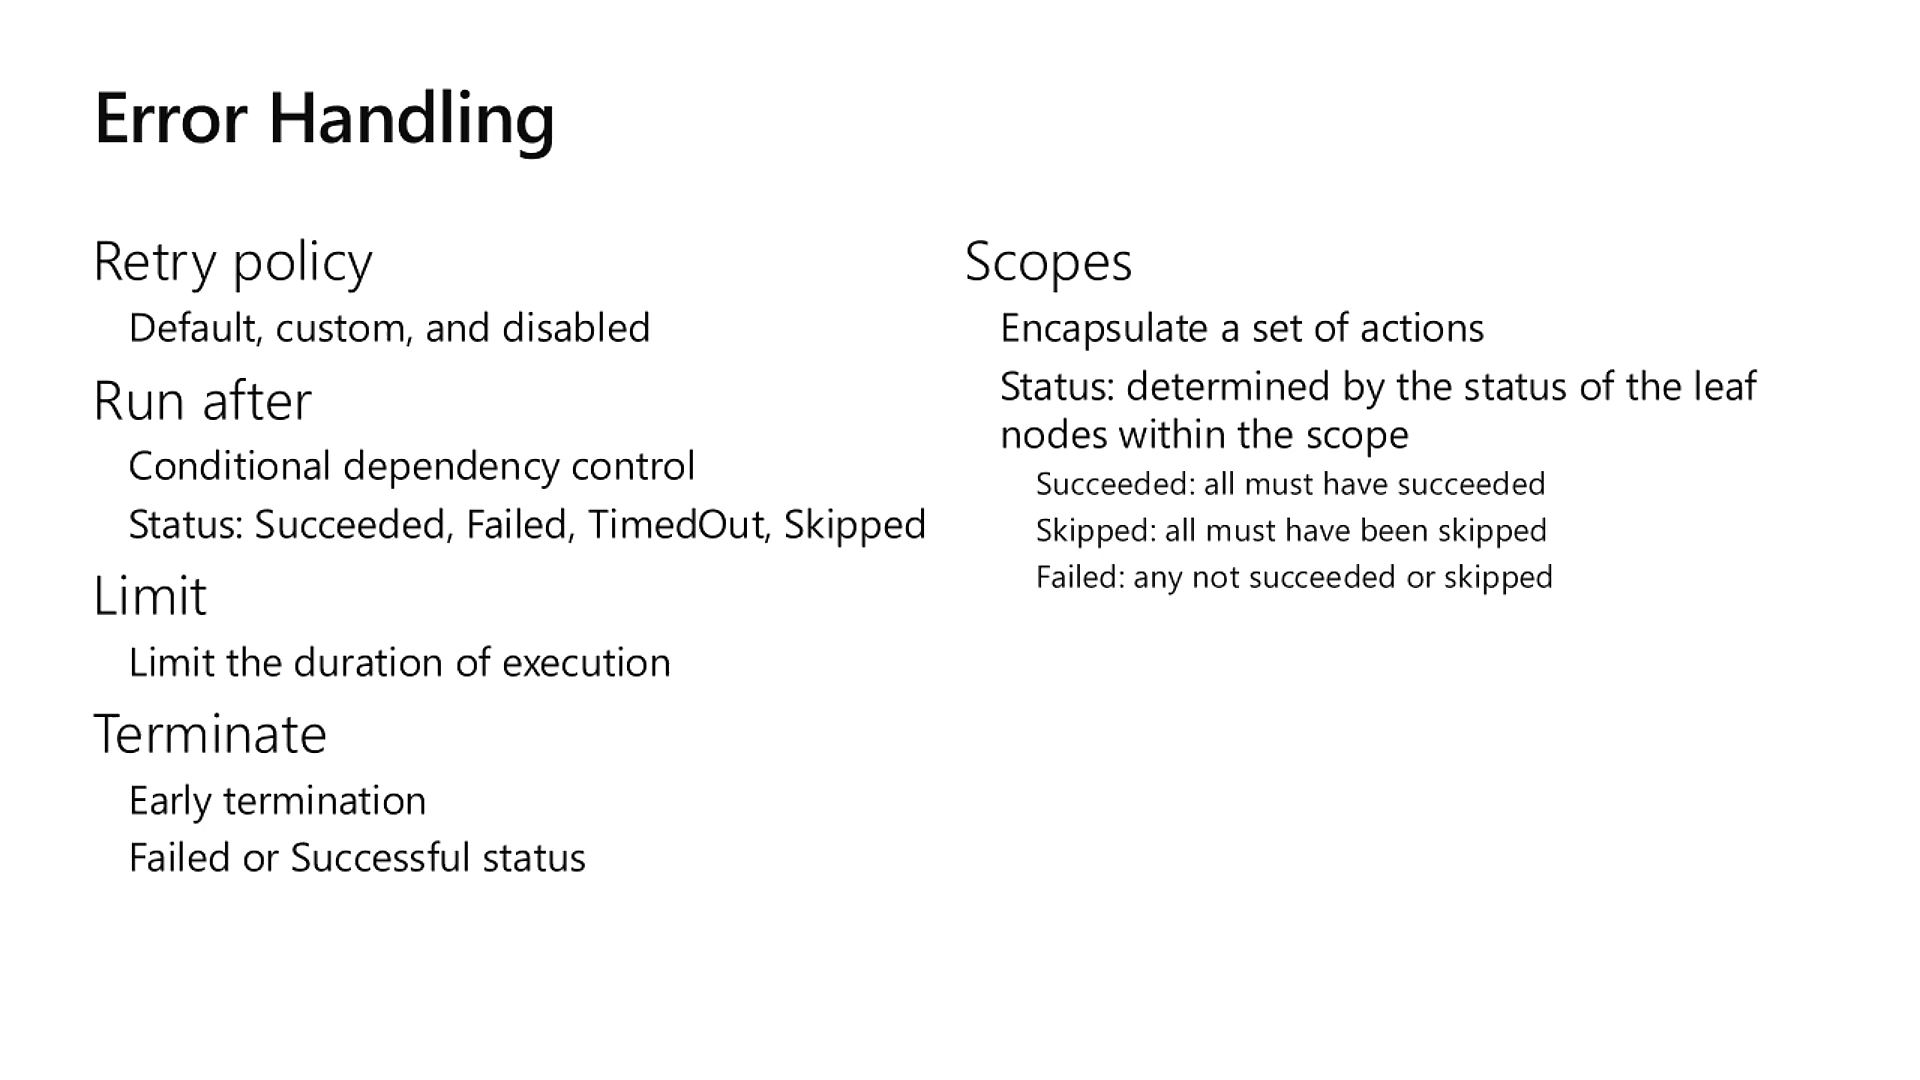 Error Handling
Retry policy
Default, custom, and disabled
Run after
Conditional dependency control
Status: Succeeded, Failed, TimedOut, Skipped
Limit
Limit the duration of execution
Terminate
Early termination
Failed or Successful status
Scopes
Encapsulate a set of actions
Status: determined by the status of the leaf
nodes within the scope
Succeeded: all must have succeeded
Skipped: all must have been skipped
Failed: any not succeeded or skipped